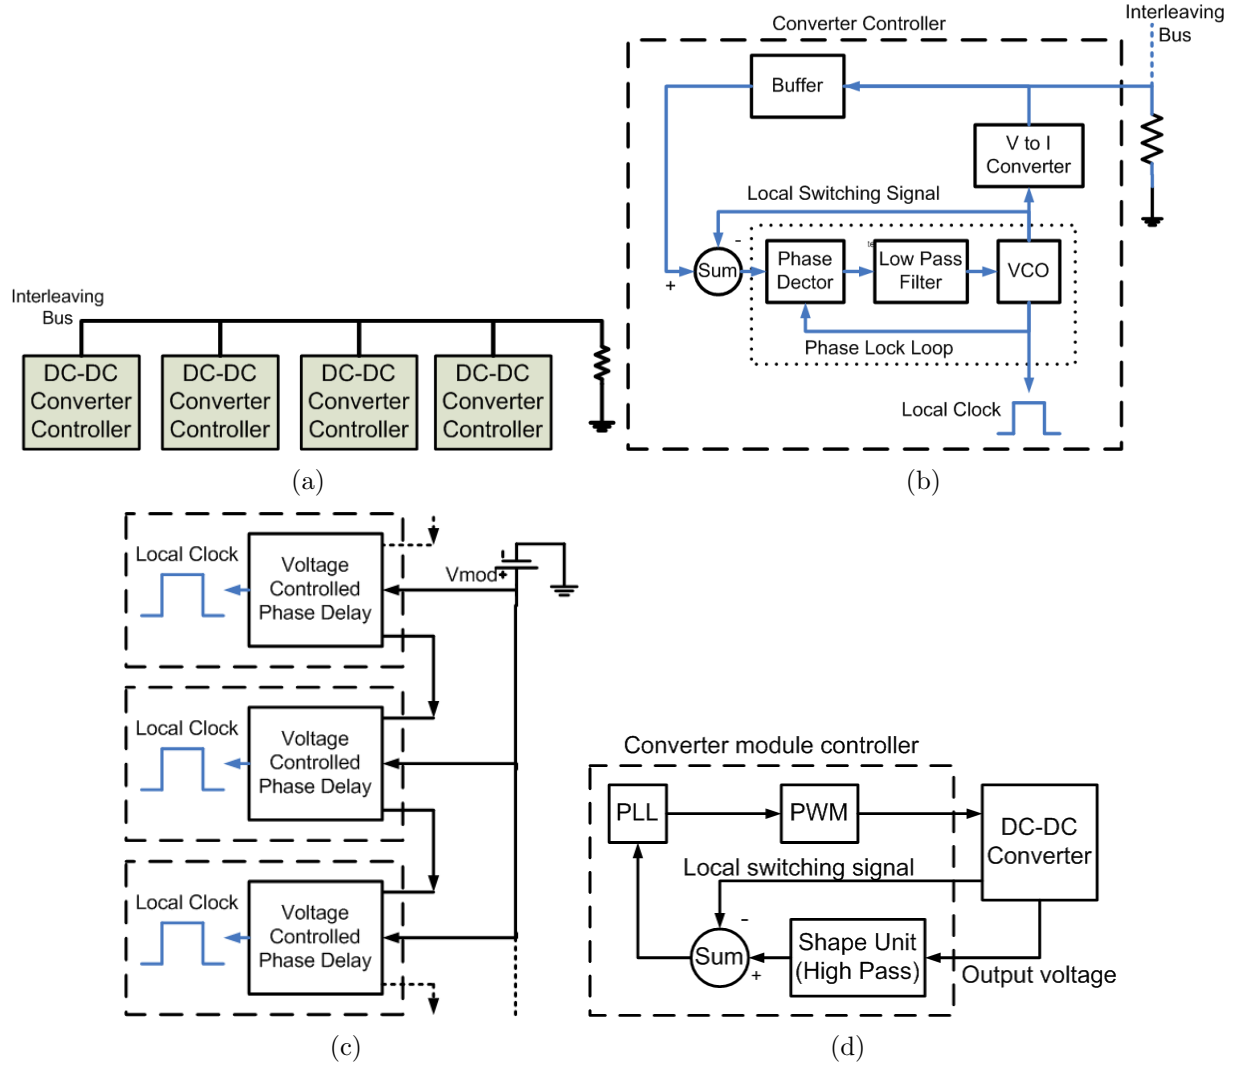 Interleaving
Bus
DC-DC
Converter
Controller
DC-DC
Converter
Controller
DC-DC
Converter
Controller
DC-DC
Converter
Controller
(a)
Converter Controller
Interleaving
Bus
Buffer
V to I
Converter
Local Switching Signal
-
Sum
+
Phase
Dector
te
Low Pass
Filter
VCO
Phase Lock Loop
Local Clock
(b)
Local Clock
Voltage
Controlled
Phase Delay
Vmod
+
Local Clock
Voltage
Controlled
Phase Delay
Local Clock
Voltage
Controlled
Phase Delay
(c)
Converter module controller
PLL
PWM
DC-DC
Converter
Local switching signal
-
Sum
+
Shape Unit
(High Pass)
Output voltage
(d)